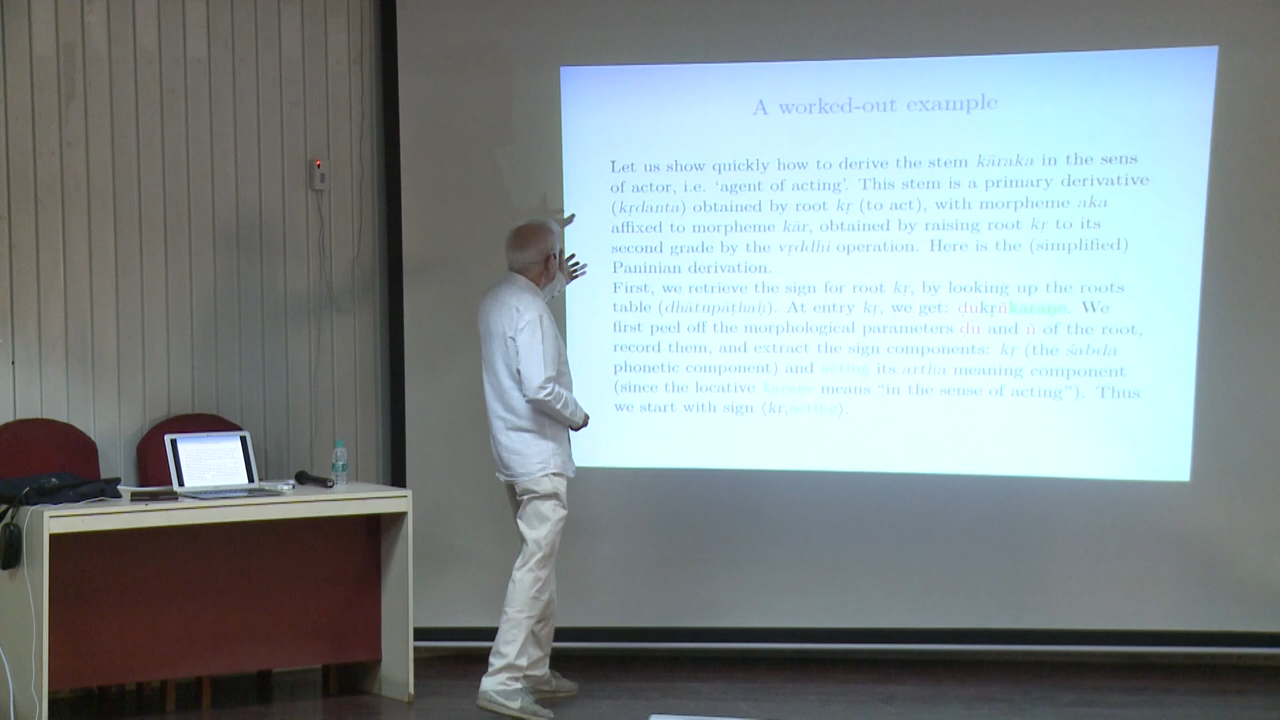 A worked-out example
Let us show quickly how to derive the stem kāraka in the sens
of actor, i.e. ‘agent of acting’. This stem is a primary derivative
(kṛdanta) obtained by root kṛ (to act), with morpheme aka
affixed to morpheme kār, obtained by raising root kṛ to its
second grade by the vṛddhi operation. Here is the (simplified)
Paninian derivation.
First, we retrieve the sign for root kṛ, by looking up the roots
table (dhātupāṭhaḥ). At entry kṛ, we get: ḍukṛñkaraṇe. We
first peel off the morphological parameters ḍu and ñ of the root,
record them, and extract the sign components: kṛ (the śabda
phonetic component) and acting its artha meaning component
(since the locative karaṇe means “in the sense of acting”). Thus
we start with sign (kṛ,acting).